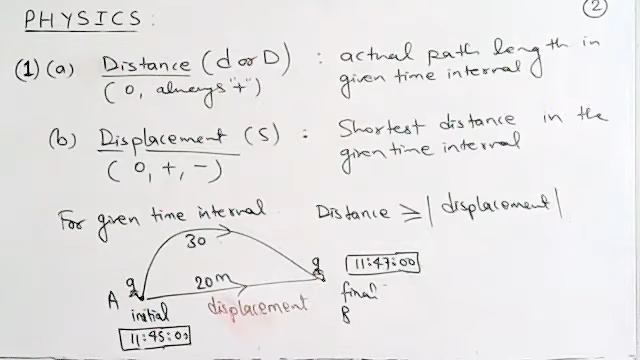 PHYSICS :
2
(1) (a) Distance (d or D) : actual path length in
(0, always "+") given time interval
(b) Displacement (S) : Shortest distance in the
(0, +, -) given time interval
For given time interval Distance ≥ |displacement|
30
11:47:00
20m
A
initial
displacement
final
B
11:45:00